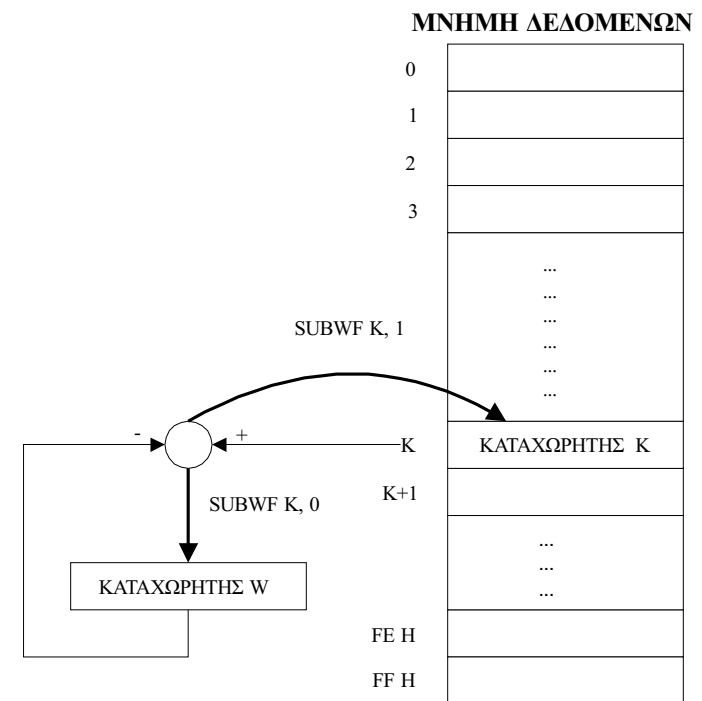 ΜΝΗΜΗ ΔΕΔΟΜΕΝΩΝ
0
1
2
3
...
...
...
...
...
...
SUBWF K, 1
-
+
K
ΚΑΤΑΧΩΡΗΤΗΣ K
K+1
SUBWF K, 0
...
...
...
ΚΑΤΑΧΩΡΗΤΗΣ W
FE H
FF H